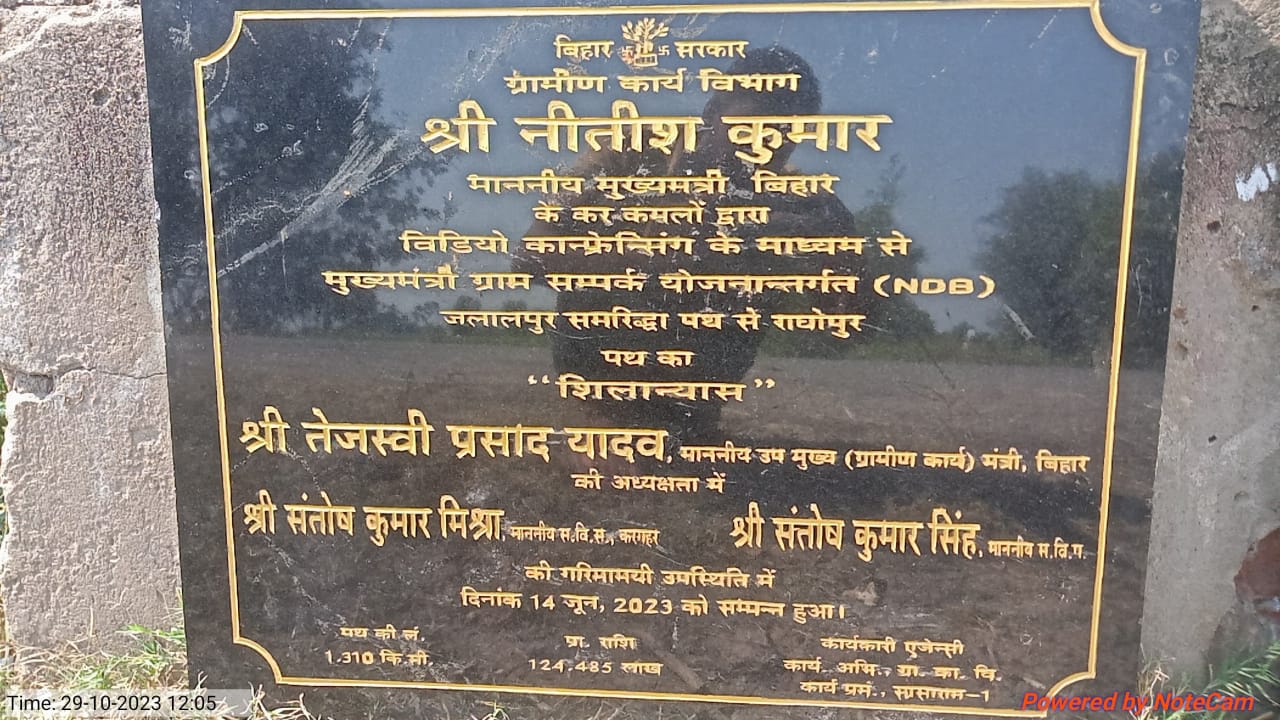 बिहार सरकार
ग्रामीण कार्य विभाग
श्री नीतीश कुमार
माननीय मुख्यमंत्री बिहार
के कर कमलों द्वारा
विडियो कान्फ्रेन्सिंग के माध्यम से
मुख्यमंत्री ग्राम सम्पर्क योजनान्तर्गत (NDB)
जलालपुर समरिद्धा पथ से राघोपुर
पथ का
“शिलान्यास”
श्री तेजस्वी प्रसाद यादव, माननीय उप मुख्य (ग्रामीण कार्य) मंत्री, बिहार
की अध्यक्षता में
श्री संतोष कुमार मिश्रा, माननीय स.वि.स., करगहर श्री संतोष कुमार सिंह, माननीय स.वि.प.
की गरिमामयी उपस्थिति में
दिनांक 14 जून, 2023 को सम्पन्न हुआ।
पथ की लं. प्रा. राशि कार्यकारी एजेन्सी
1.310 कि.मी. 124.485 लाख कार्य. अभि., ग्रा. का. वि.
कार्य प्रम., सासाराम-1
Time: 29-10-2023 12:05
Powered by NoteCam